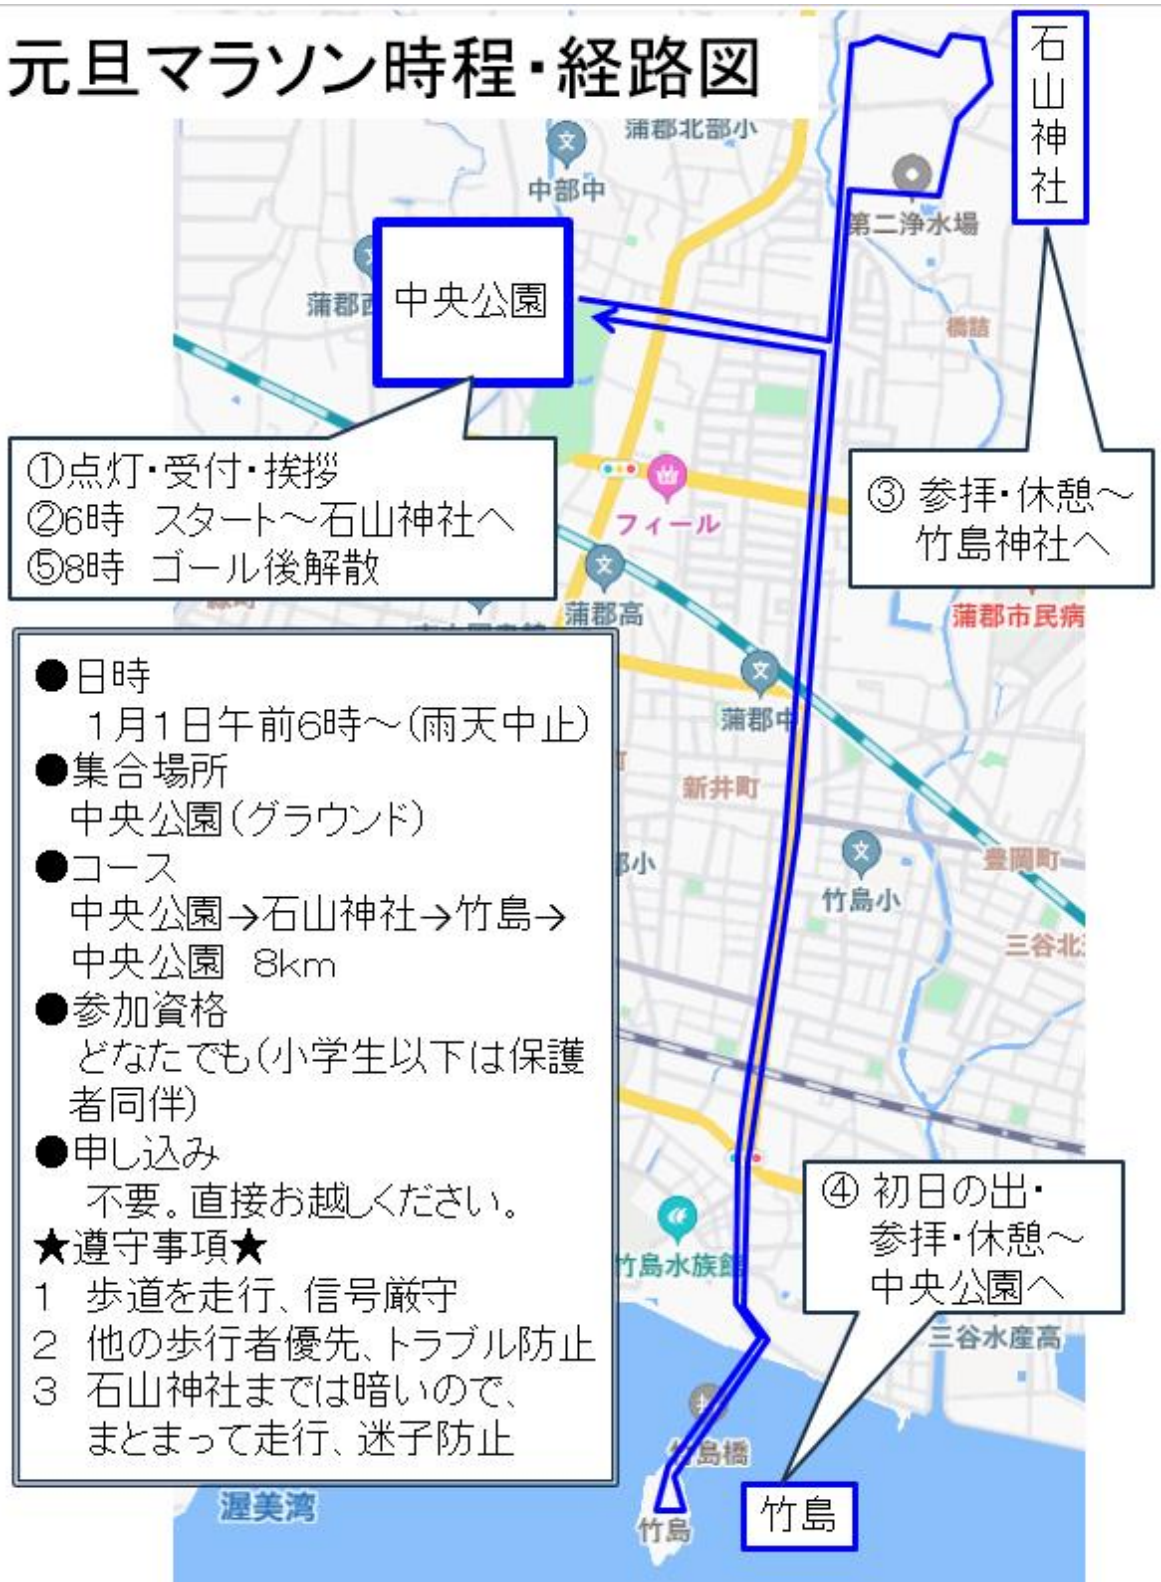 元旦マラソン時程・経路図
石山神社
蒲郡北部小
中部中
第二浄水場
中央公園
蒲郡西
橋詰
①点灯・受付・挨拶
②6時 スタート～石山神社へ
⑤8時 ゴール後解散
③ 参拝・休憩～
竹島神社へ
フィール
蒲郡高
蒲郡市民病
●日時
1月1日午前6時～(雨天中止)
●集合場所
中央公園(グラウンド)
●コース
中央公園→石山神社→竹島→
中央公園 8km
●参加資格
どなたでも(小学生以下は保護
者同伴)
●申し込み
不要。直接お越しください。
★遵守事項★
1 歩道を走行、信号厳守
2 他の歩行者優先、トラブル防止
3 石山神社までは暗いので、
まとまって走行、迷子防止
蒲郡中
新井町
部小
竹島小
豊岡町
三谷北
④ 初日の出・
参拝・休憩～
中央公園へ
竹島水族館
三谷水産高
竹島橋
渥美湾
竹島
竹島